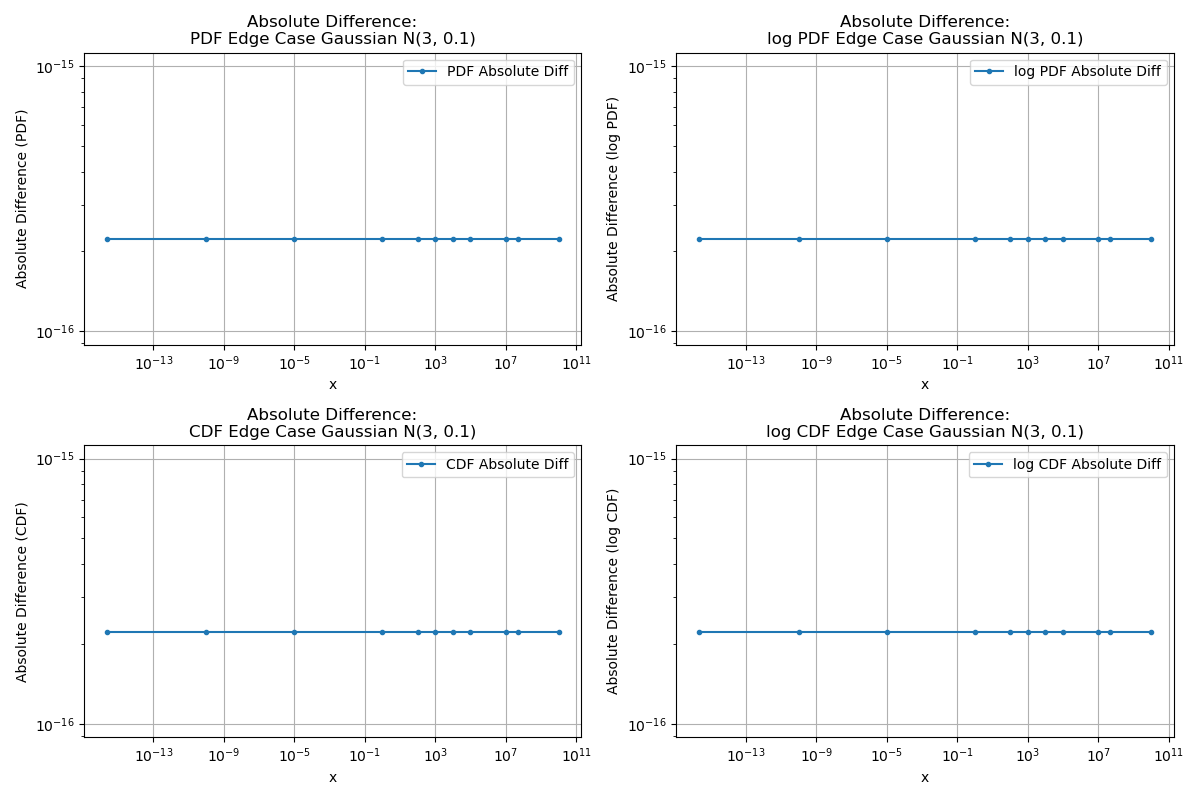 Absolute Difference:
PDF Edge Case Gaussian N(3, 0.1)
10⁻¹⁵
PDF Absolute Diff
Absolute Difference (PDF)
10⁻¹⁶
10⁻¹³ 10⁻⁹ 10⁻⁵ 10⁻¹ 10³ 10⁷ 10¹¹
x
Absolute Difference:
log PDF Edge Case Gaussian N(3, 0.1)
10⁻¹⁵
log PDF Absolute Diff
Absolute Difference (log PDF)
10⁻¹⁶
10⁻¹³ 10⁻⁹ 10⁻⁵ 10⁻¹ 10³ 10⁷ 10¹¹
x
Absolute Difference:
CDF Edge Case Gaussian N(3, 0.1)
10⁻¹⁵
CDF Absolute Diff
Absolute Difference (CDF)
10⁻¹⁶
10⁻¹³ 10⁻⁹ 10⁻⁵ 10⁻¹ 10³ 10⁷ 10¹¹
x
Absolute Difference:
log CDF Edge Case Gaussian N(3, 0.1)
10⁻¹⁵
log CDF Absolute Diff
Absolute Difference (log CDF)
10⁻¹⁶
10⁻¹³ 10⁻⁹ 10⁻⁵ 10⁻¹ 10³ 10⁷ 10¹¹
x